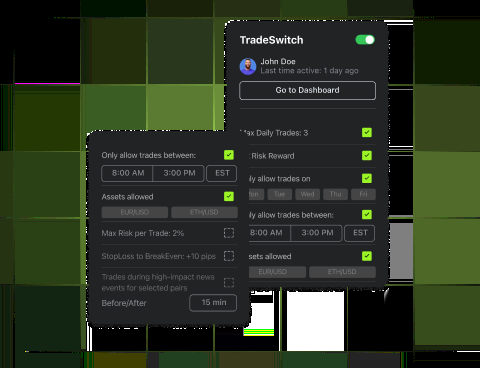 TradeSwitch
John Doe
Last time active: 1 day ago
Go to Dashboard
Daily Trades: 3
Risk Reward
allow trades on
Tue Wed Thu Fri
allow trades between:
8:00 AM 3:00 PM EST
allowed
EUR/USD ETH/USD
Only allow trades between:
8:00 AM 3:00 PM EST
Assets allowed
EUR/USD ETH/USD
Max Risk per Trade: 2%
StopLoss to BreakEven: +10 pips
Trades during high-impact news
events for selected pairs
Before/After 15 min